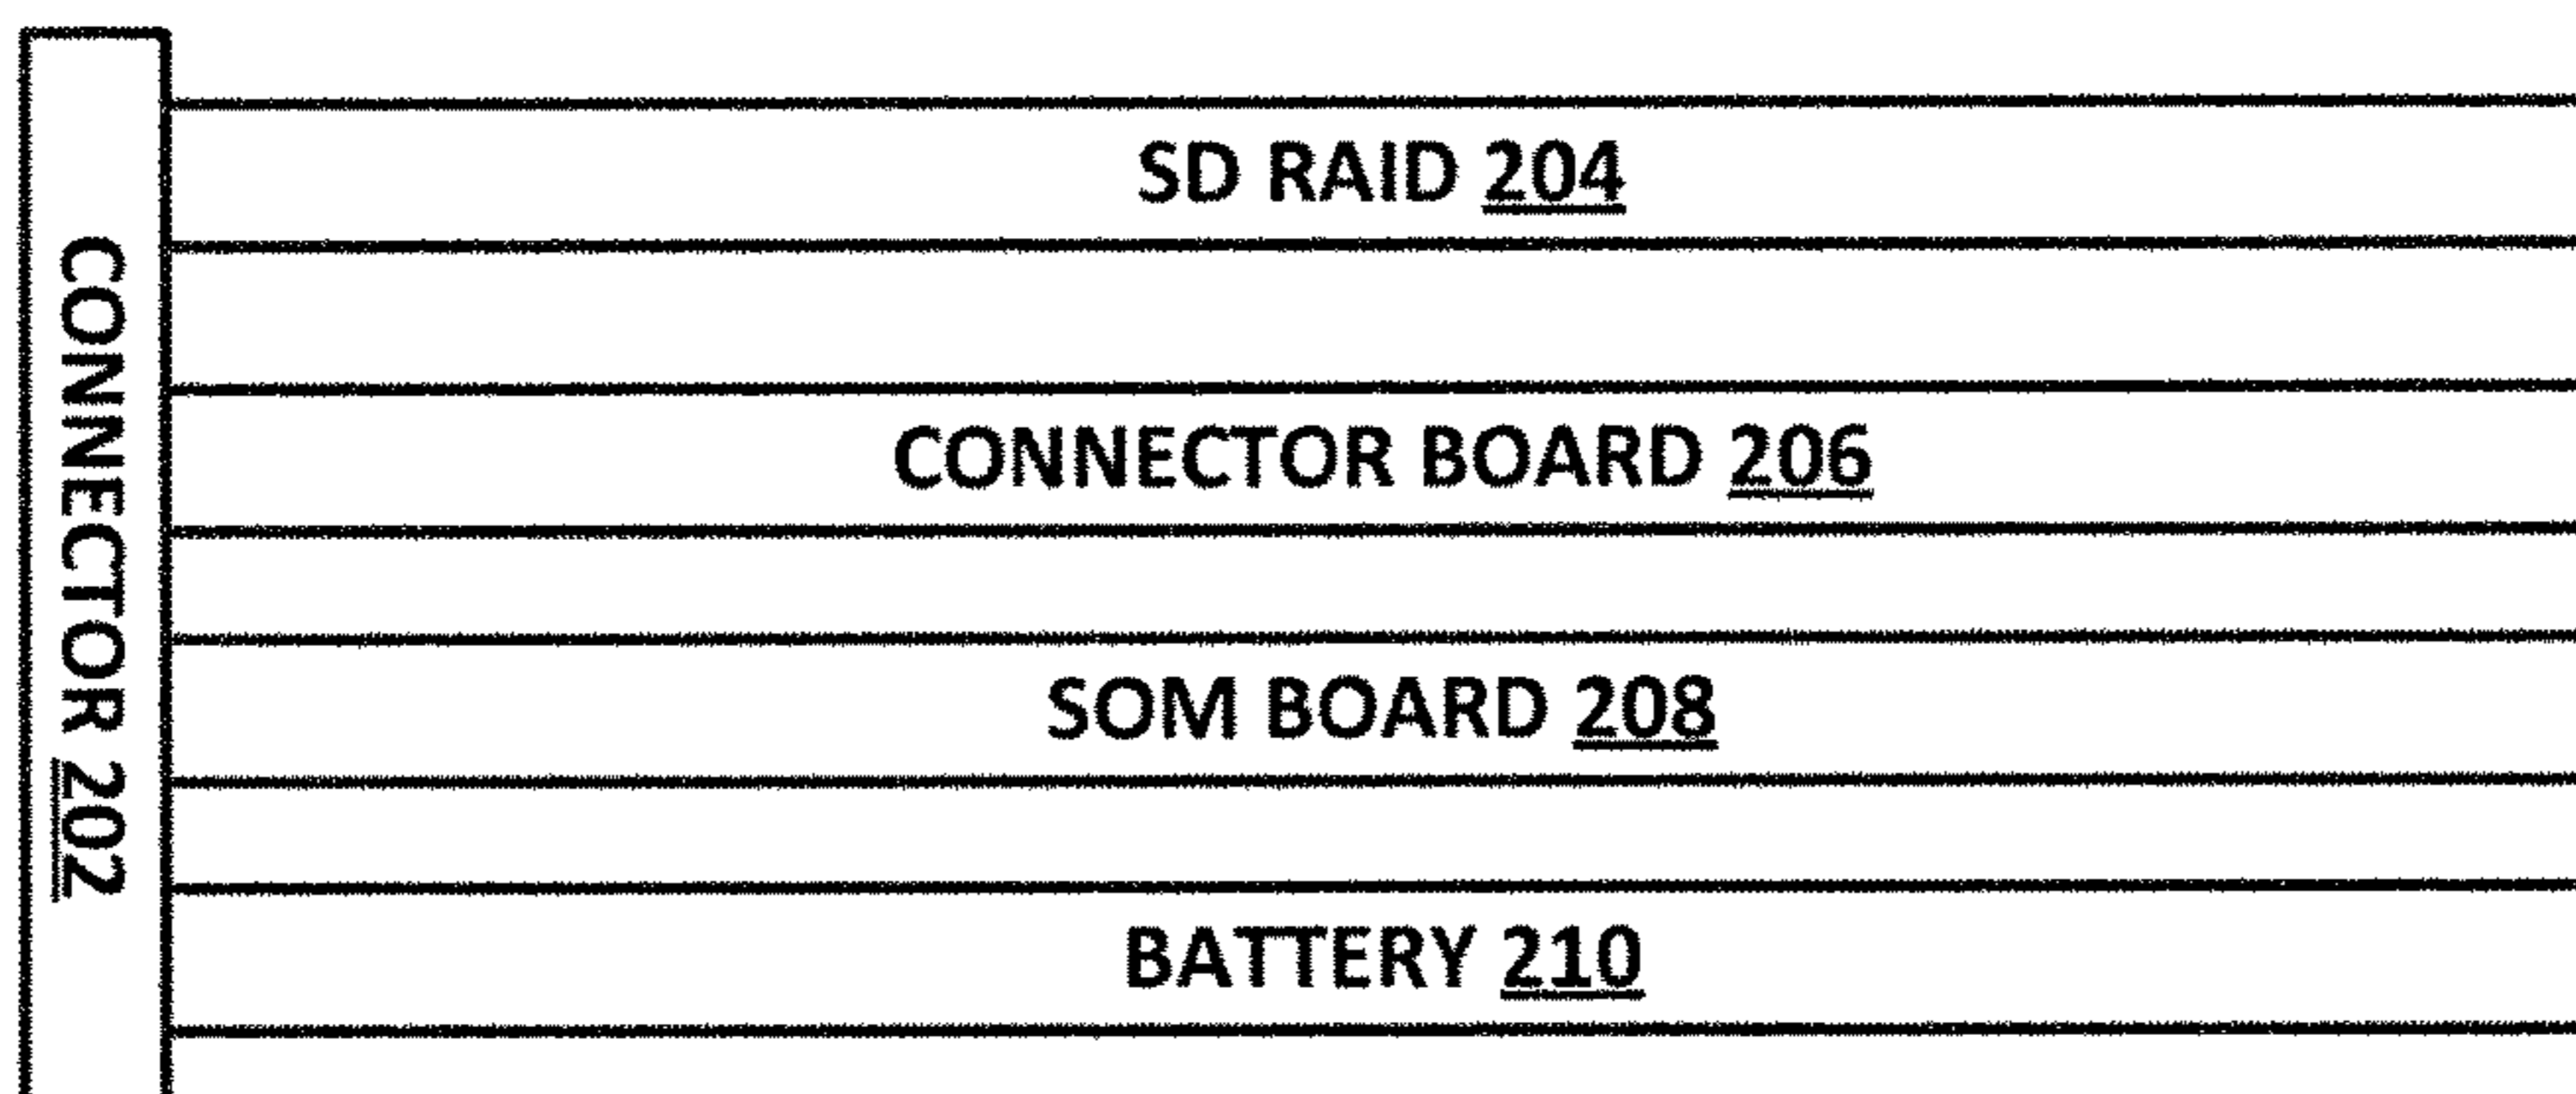 CONNECTOR 202
SD RAID 204
CONNECTOR BOARD 206
SOM BOARD 208
BATTERY 210